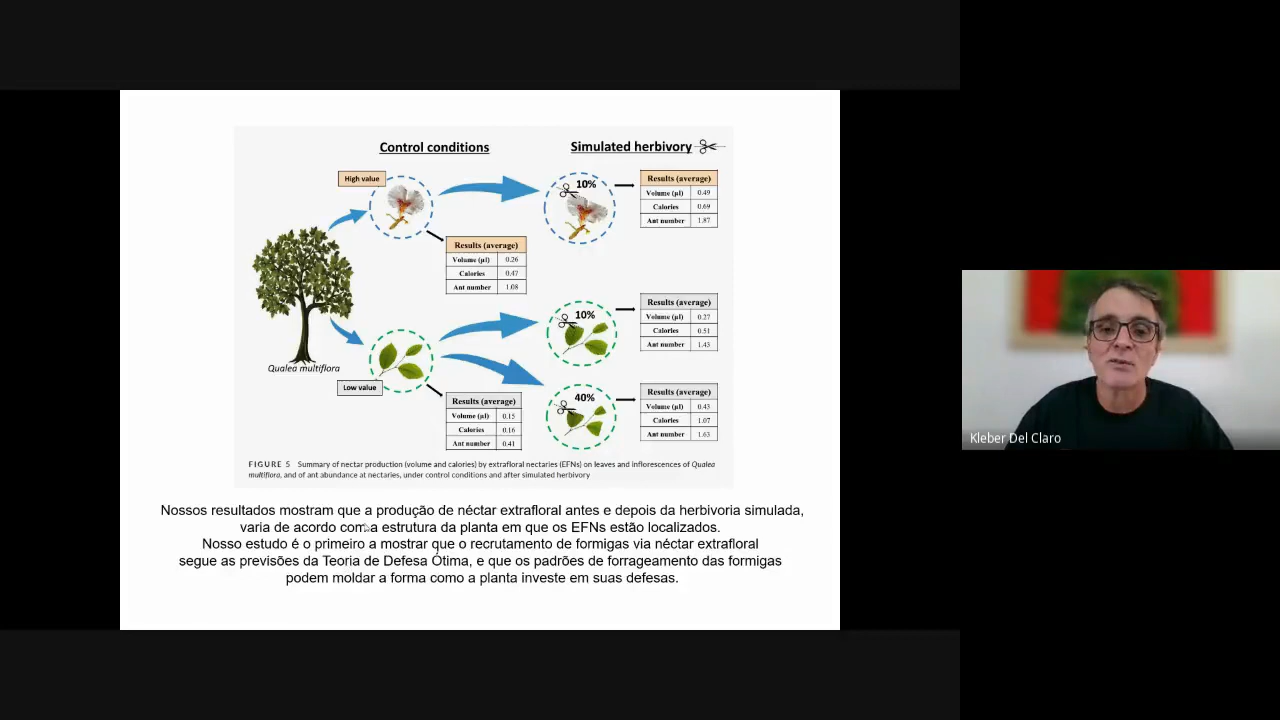 Control conditions
Simulated herbivory
High value
10%
Results (average)
Volume (µl) 0.49
Calories 0.69
Ant number 1.87
Results (average)
Volume (µl) 0.26
Calories 0.47
Ant number 1.08
10%
Results (average)
Volume (µl) 0.27
Calories 0.51
Ant number 1.43
Qualea multiflora
Low value
40%
Results (average)
Volume (µl) 0.43
Calories 1.07
Ant number 1.63
Results (average)
Volume (µl) 0.15
Calories 0.16
Ant number 0.41
FIGURE 5 Summary of nectar production (volume and calories) by extrafloral nectaries (EFNs) on leaves and inflorescences of Qualea
multiflora, and of ant abundance at nectaries, under control conditions and after simulated herbivory
Nossos resultados mostram que a produção de néctar extrafloral antes e depois da herbivoria simulada,
varia de acordo com a estrutura da planta em que os EFNs estão localizados.
Nosso estudo é o primeiro a mostrar que o recrutamento de formigas via néctar extrafloral
segue as previsões da Teoria de Defesa Ótima, e que os padrões de forrageamento das formigas
podem moldar a forma como a planta investe em suas defesas.
Kleber Del Claro